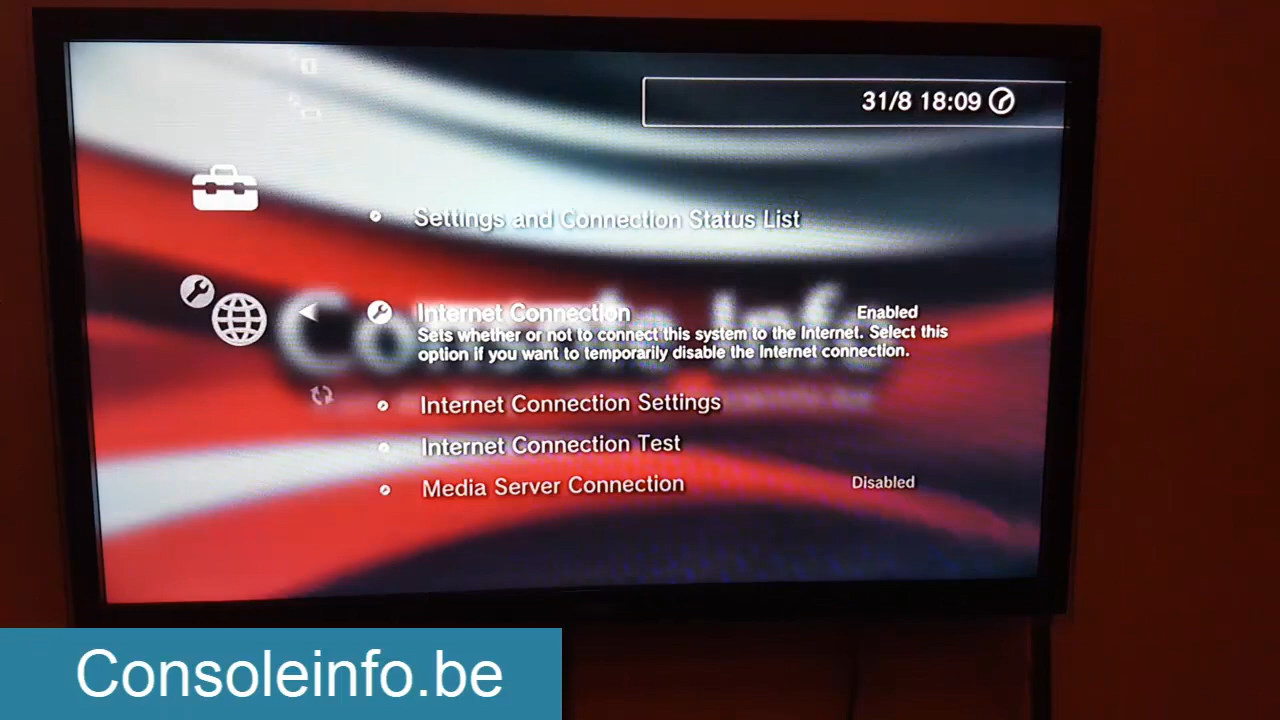 31/8 18:09
Settings and Connection Status List
Internet Connection Enabled
Sets whether or not to connect this system to the Internet. Select this
option if you want to temporarily disable the Internet connection.
Console Info
Internet Connection Settings
Internet Connection Test
Media Server Connection Disabled
Consoleinfo.be